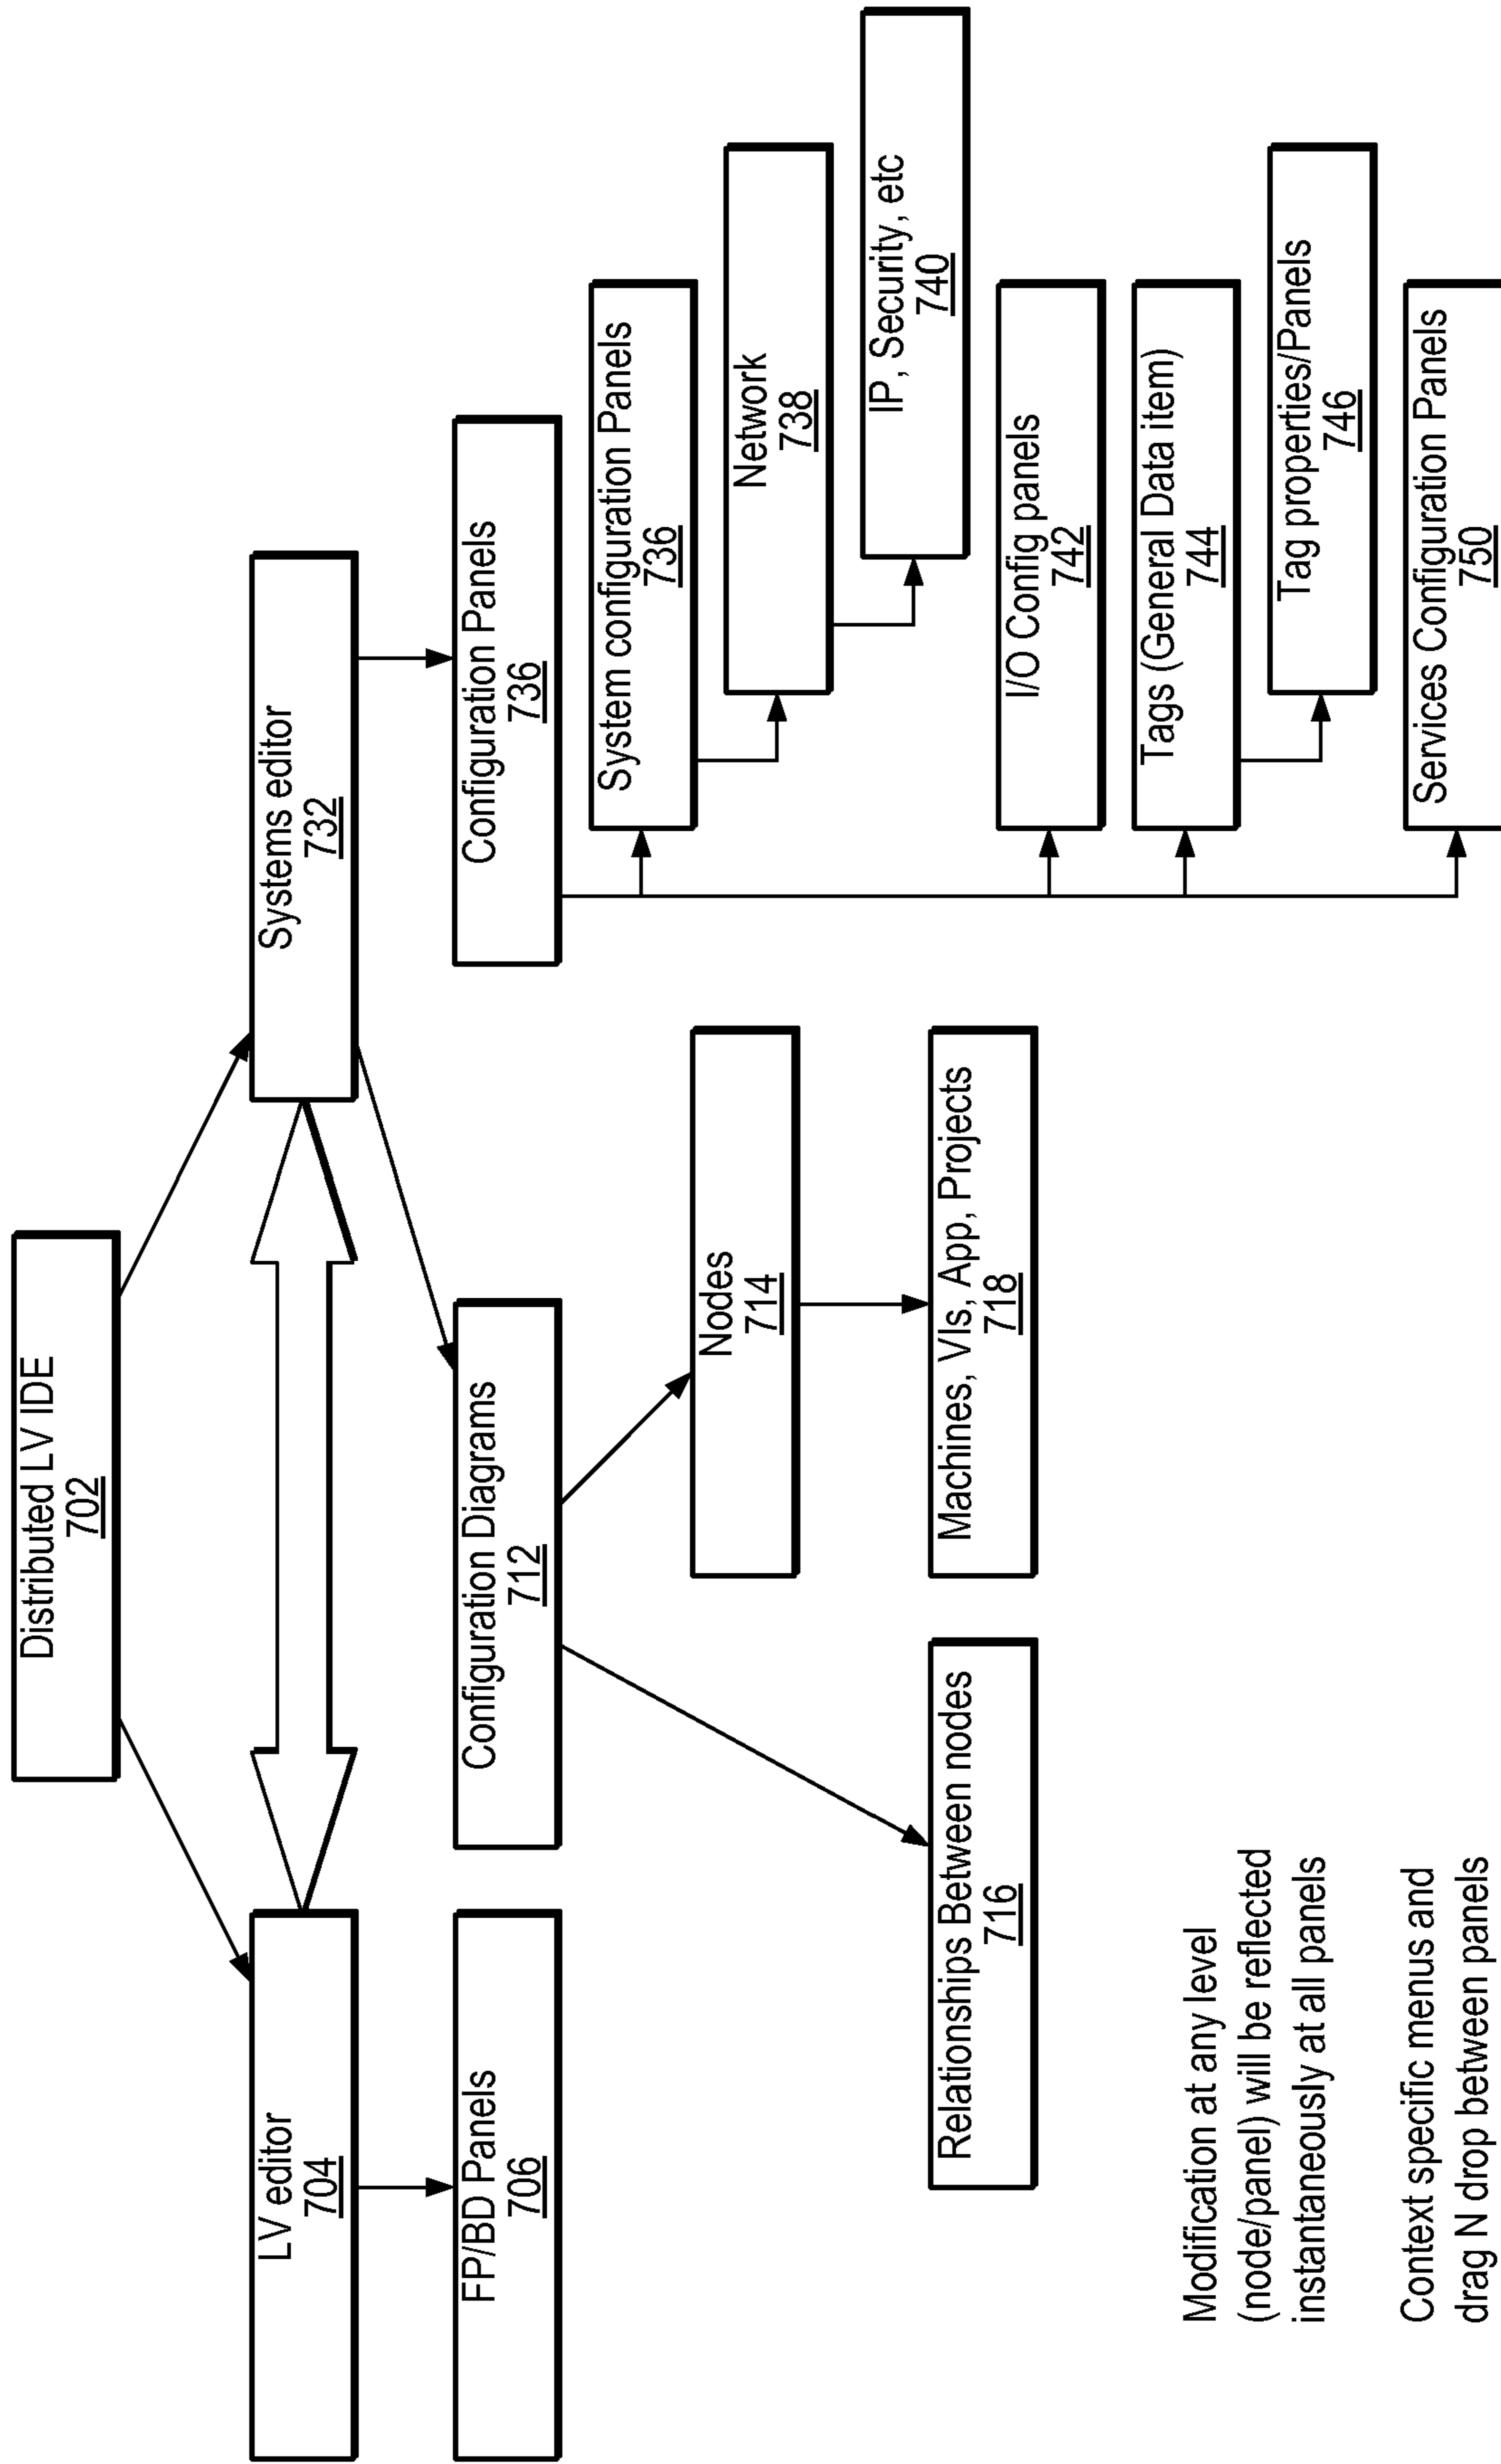 Distributed LV IDE
702
LV editor
704
Systems editor
732
FP/BD Panels
706
Configuration Diagrams
712
Configuration Panels
736
System configuration Panels
736
Nodes
714
Network
738
IP, Security, etc
740
Relationships Between nodes
716
Machines, VIs, App, Projects
718
I/O Config panels
742
Tags (General Data item)
744
Tag properties/Panels
746
Services Configuration Panels
750
Modification at any level
(node/panel) will be reflected
instantaneously at all panels
Context specific menus and
drag N drop between panels